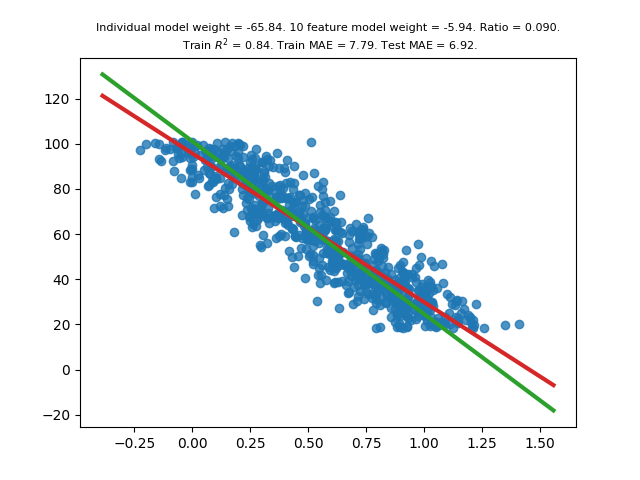 Individual model weight = -65.84. 10 feature model weight = -5.94. Ratio = 0.090.
Train R² = 0.84. Train MAE = 7.79. Test MAE = 6.92.
120
100
80
60
40
20
0
−20
−0.25 0.00 0.25 0.50 0.75 1.00 1.25 1.50